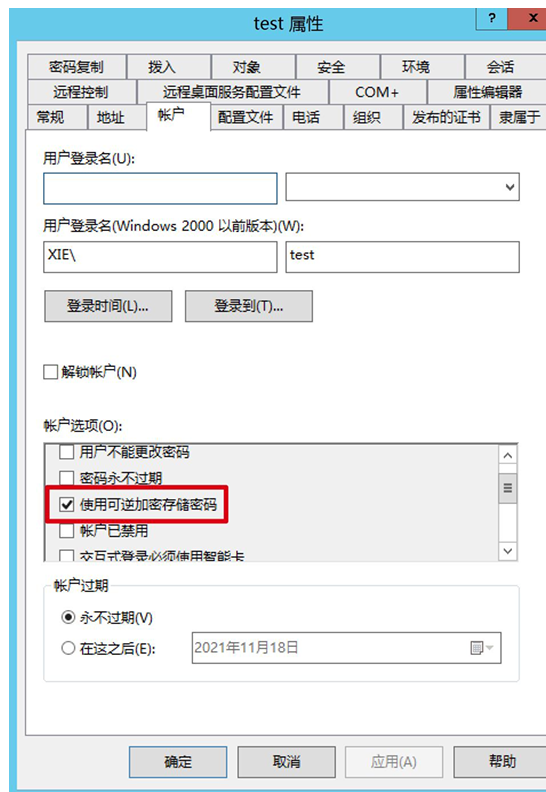 test 属性
?
x
密码复制 拨入 对象 安全 环境 会话
远程控制 远程桌面服务配置文件 COM+ 属性编辑器
常规 地址 帐户 配置文件 电话 组织 发布的证书 隶属于
用户登录名(U):
用户登录名(Windows 2000 以前版本)(W):
XIE\ test
登录时间(L)... 登录到(T)...
解锁帐户(N)
帐户选项(O):
用户不能更改密码
密码永不过期
使用可逆加密存储密码
帐户已禁用
交互式登录必须使用智能卡
帐户过期
永不过期(V)
在这之后(E): 2021年11月18日
确定 取消 应用(A) 帮助